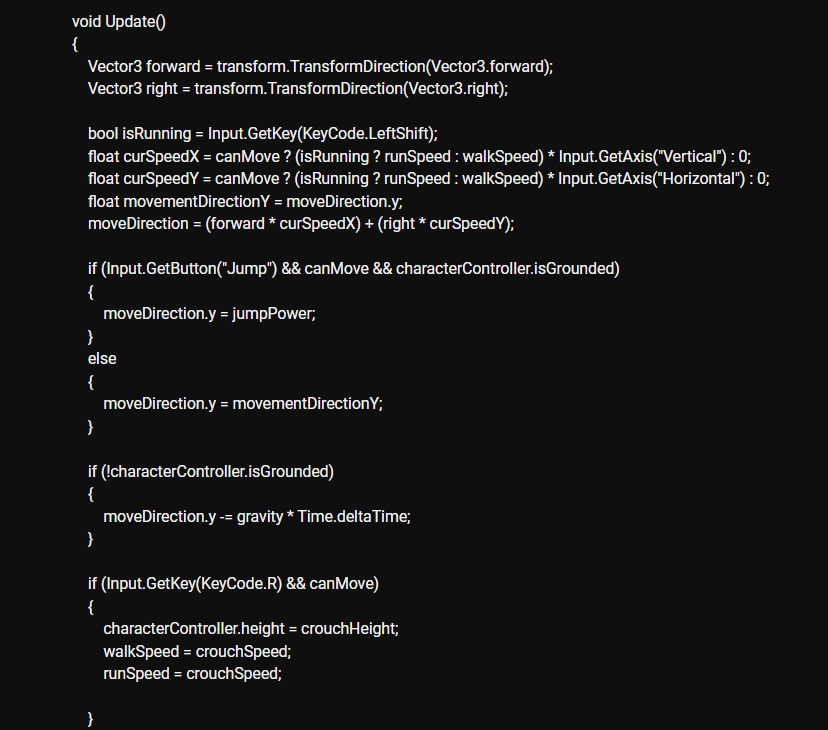 void Update()
{
Vector3 forward = transform.TransformDirection(Vector3.forward);
Vector3 right = transform.TransformDirection(Vector3.right);
bool isRunning = Input.GetKey(KeyCode.LeftShift);
float curSpeedX = canMove ? (isRunning ? runSpeed : walkSpeed) * Input.GetAxis("Vertical") : 0;
float curSpeedY = canMove ? (isRunning ? runSpeed : walkSpeed) * Input.GetAxis("Horizontal") : 0;
float movementDirectionY = moveDirection.y;
moveDirection = (forward * curSpeedX) + (right * curSpeedY);
if (Input.GetButton("Jump") && canMove && characterController.isGrounded)
{
moveDirection.y = jumpPower;
}
else
{
moveDirection.y = movementDirectionY;
}
if (!characterController.isGrounded)
{
moveDirection.y -= gravity * Time.deltaTime;
}
if (Input.GetKey(KeyCode.R) && canMove)
{
characterController.height = crouchHeight;
walkSpeed = crouchSpeed;
runSpeed = crouchSpeed;
}